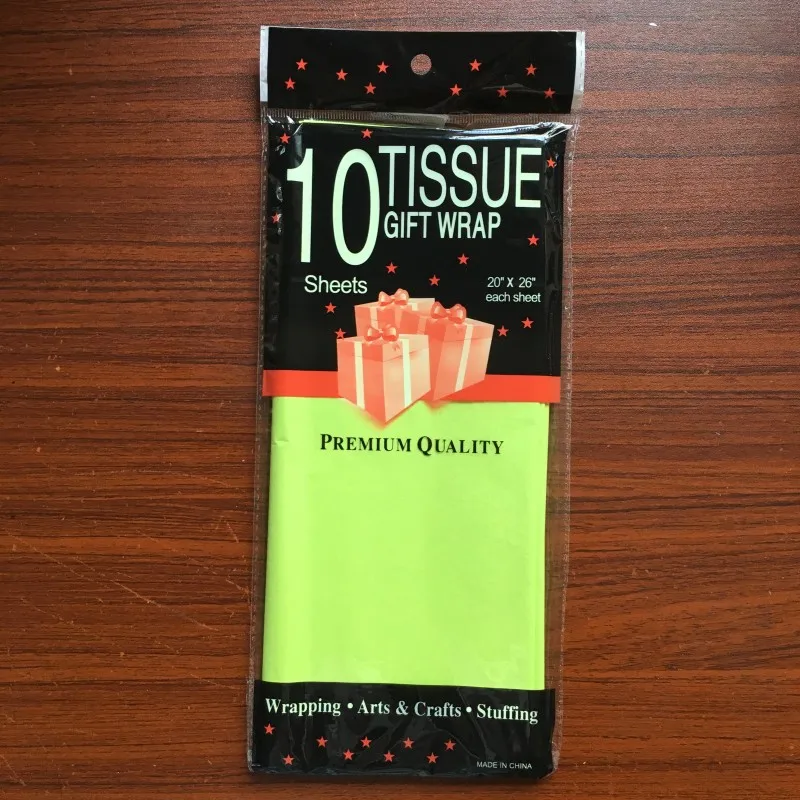 10 TISSUE
GIFT WRAP
Sheets
20" X 26"
each sheet
PREMIUM QUALITY
Wrapping • Arts & Crafts • Stuffing
MADE IN CHINA